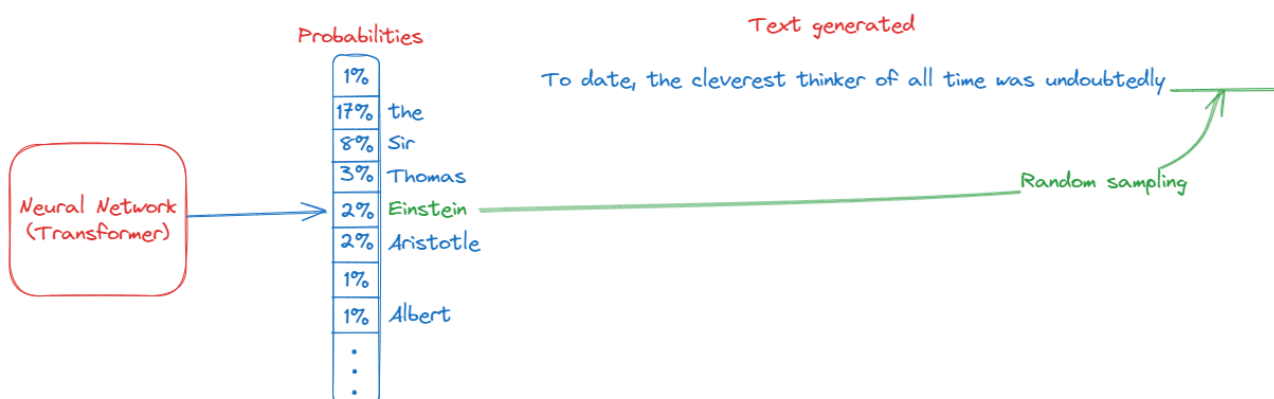 Text generated
Probabilities
To date, the cleverest thinker of all time was undoubtedly
1%
17% the
8% Sir
3% Thomas
Neural Network
(Transformer)
2% Einstein
Random sampling
2% Aristotle
1%
1% Albert